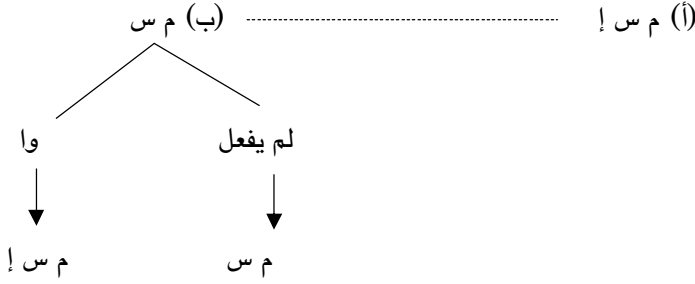 (أ) م س إ (ب) م س
لم يفعل وا
م س م س إ